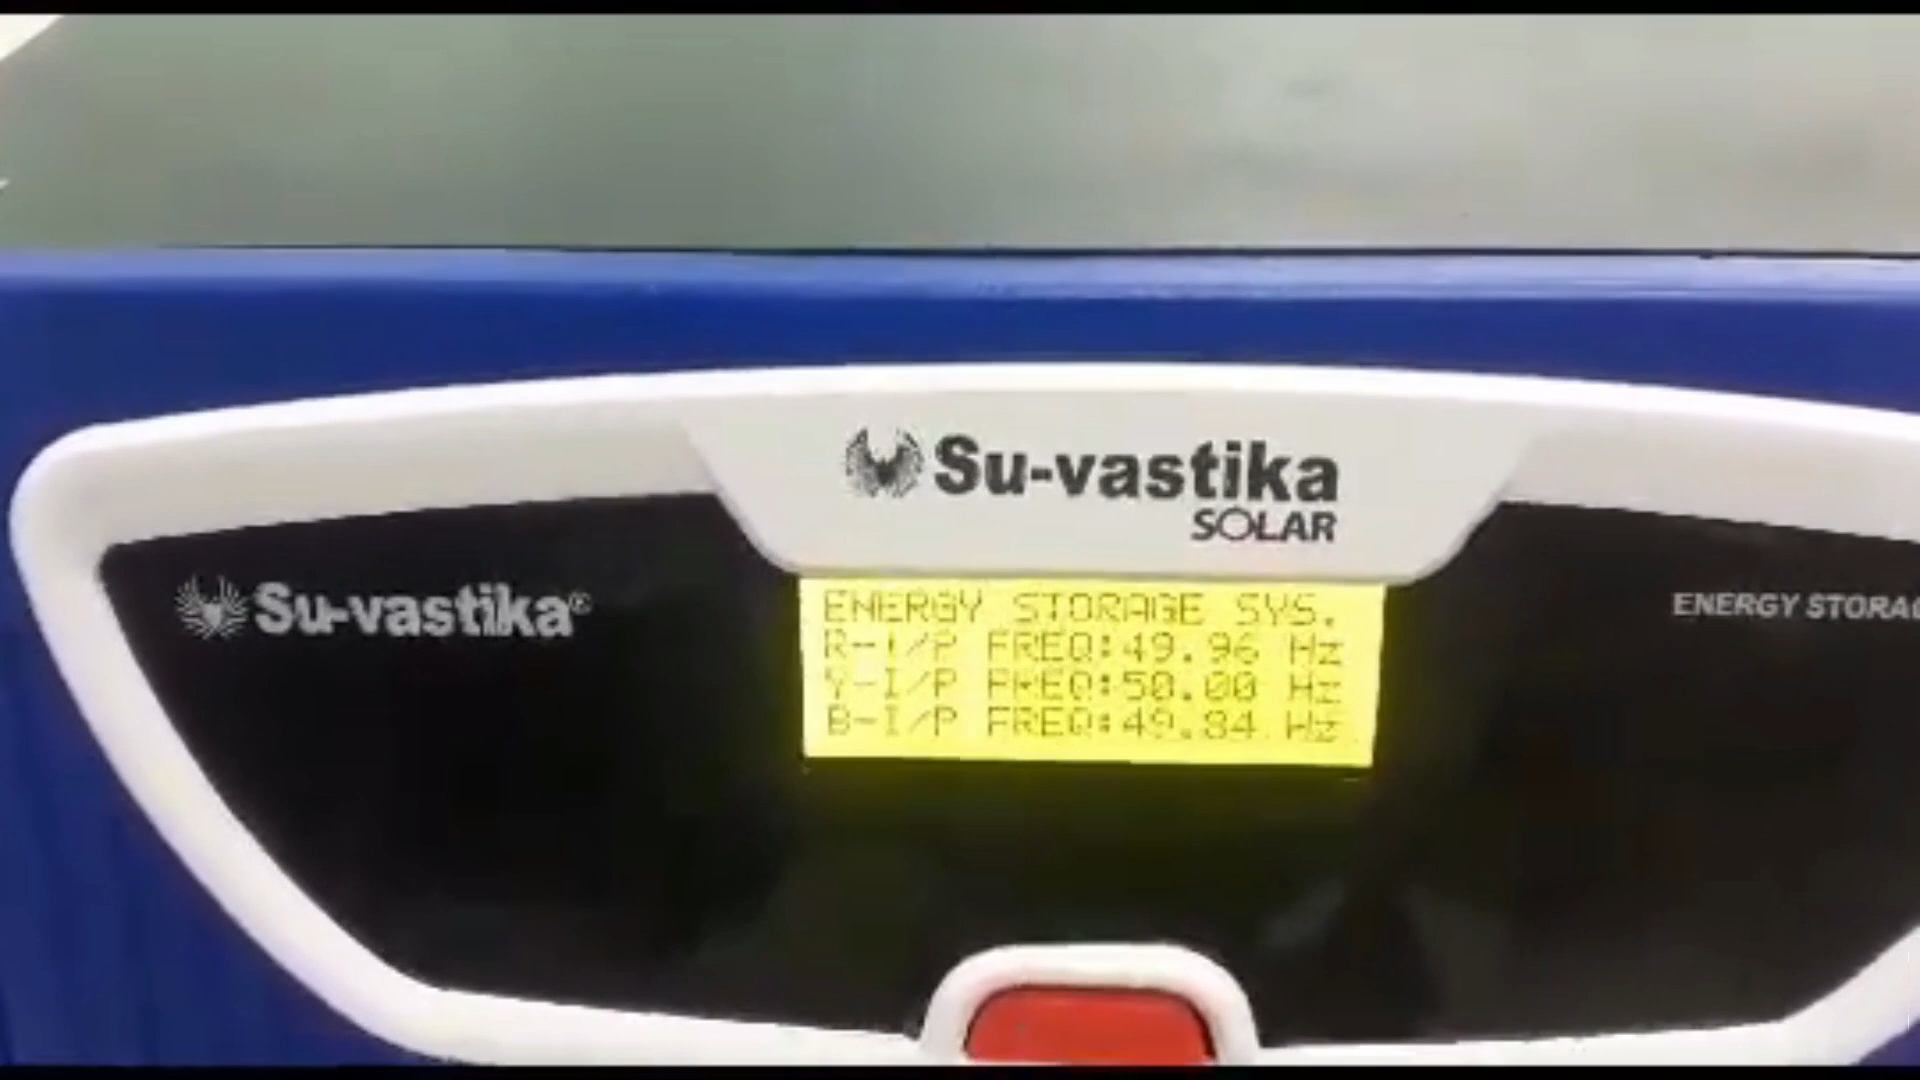 Su-vastika
SOLAR
Su-vastika®
ENERGY STORAGE SYS.
R-I/P FREQ:49.96 Hz
Y-I/P FREQ:50.00 Hz
B-I/P FREQ:49.84 Hz
ENERGY